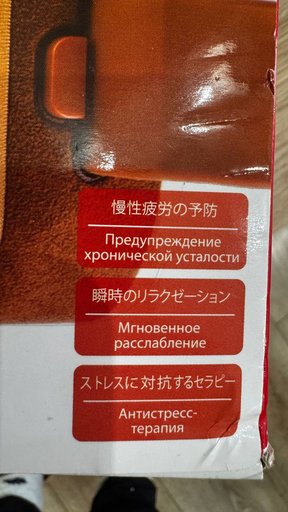 慢性疲労の予防
Предупреждение
хронической усталости
瞬時のリラクゼーション
Мгновенное
расслабление
ストレスに対抗するセラピー
Антистресс-
терапия